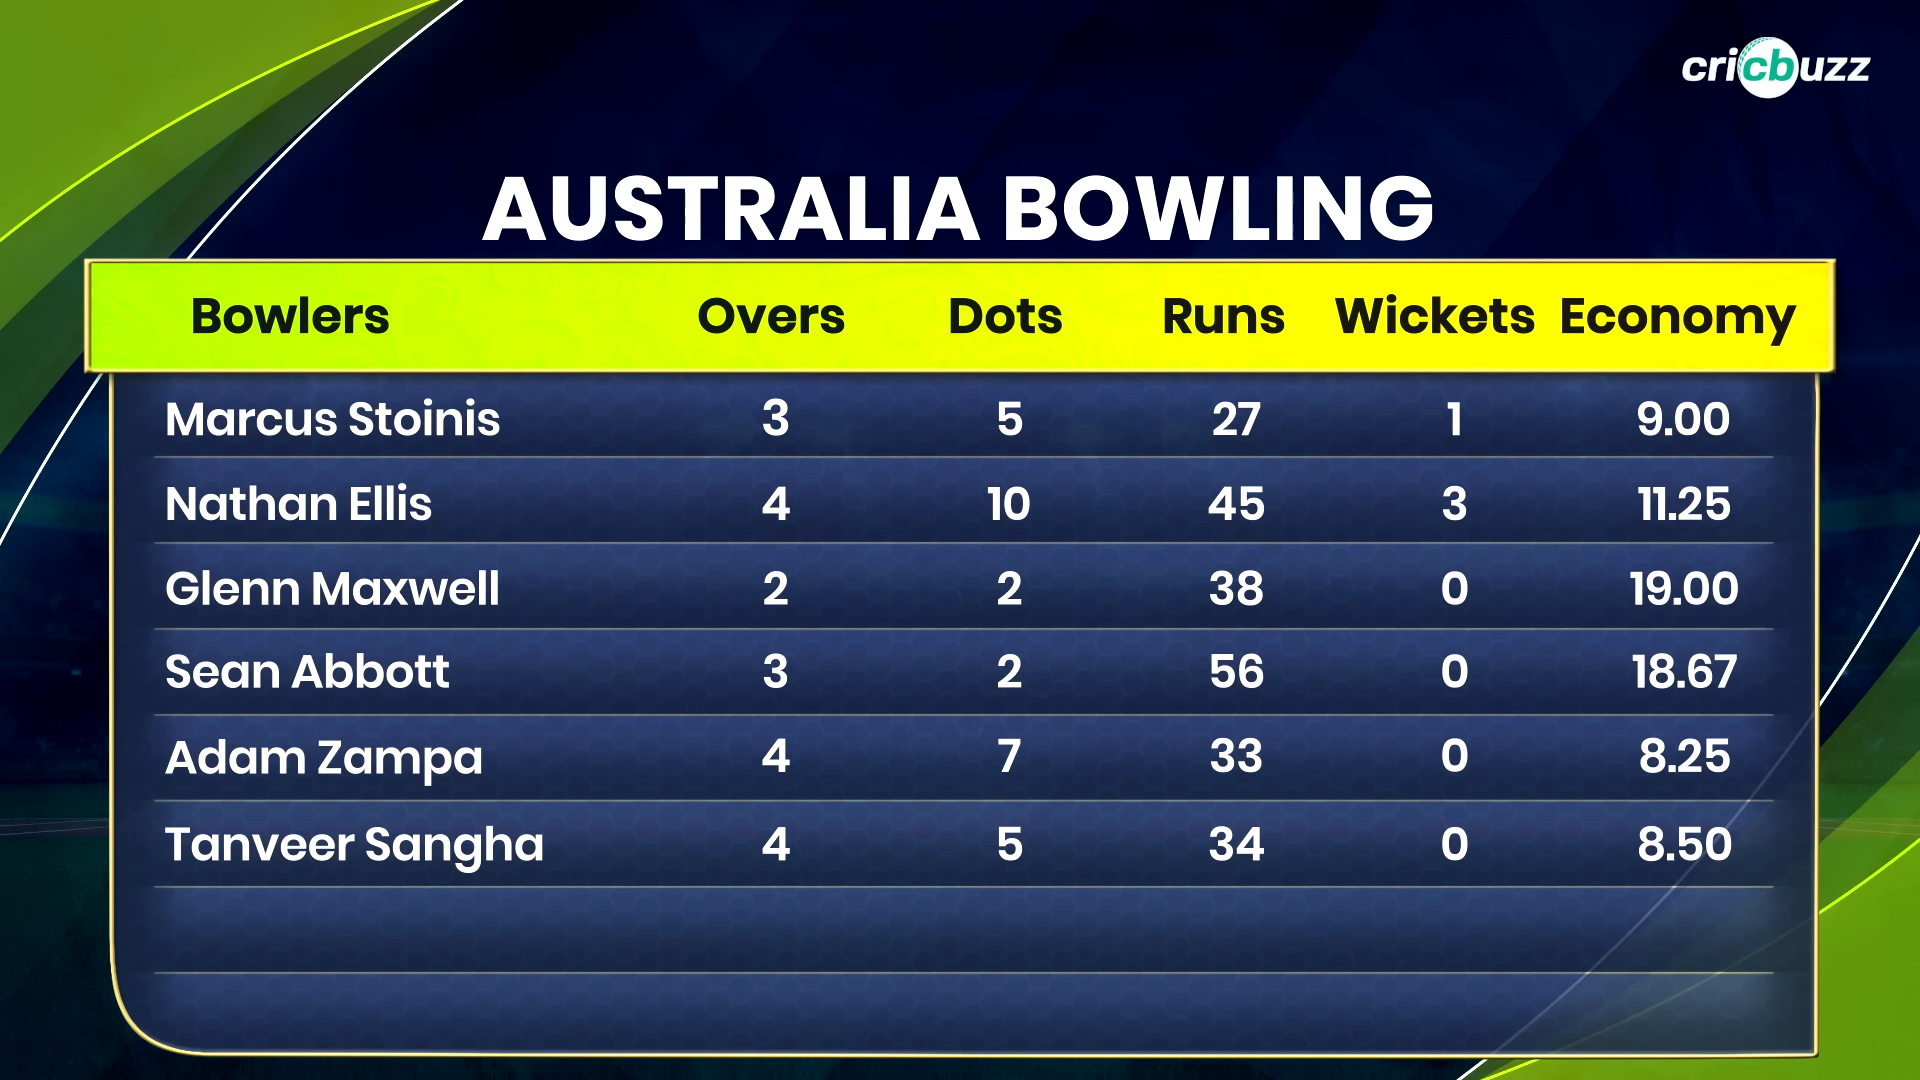 cricbuzz
AUSTRALIA BOWLING
Bowlers Overs Dots Runs Wickets Economy
Marcus Stoinis 3 5 27 1 9.00
Nathan Ellis 4 10 45 3 11.25
Glenn Maxwell 2 2 38 0 19.00
Sean Abbott 3 2 56 0 18.67
Adam Zampa 4 7 33 0 8.25
Tanveer Sangha 4 5 34 0 8.50